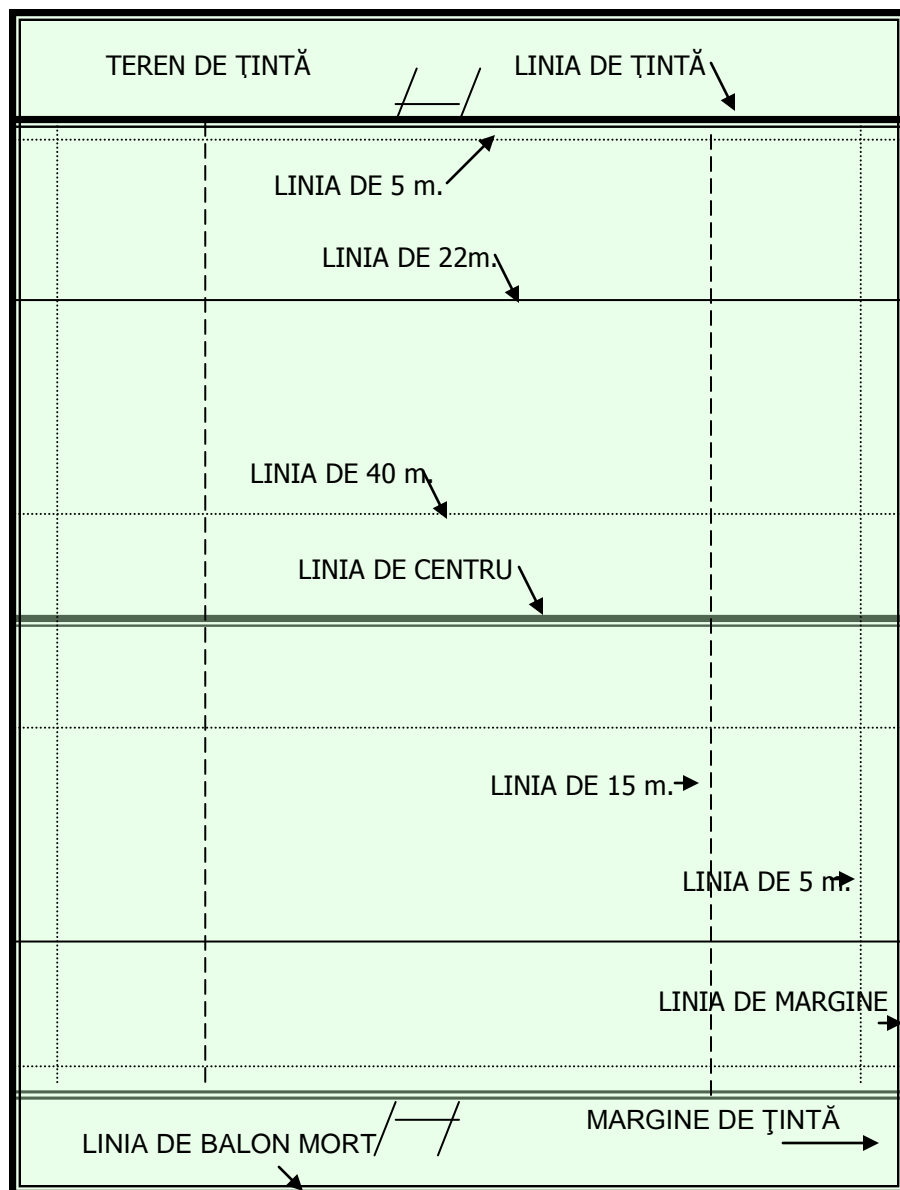 TEREN DE ŢINTĂ
LINIA DE ŢINTĂ
LINIA DE 5 m.
LINIA DE 22m.
LINIA DE 40 m.
LINIA DE CENTRU
LINIA DE 15 m.
LINIA DE 5 m.
LINIA DE MARGINE
MARGINE DE ŢINTĂ
LINIA DE BALON MORT